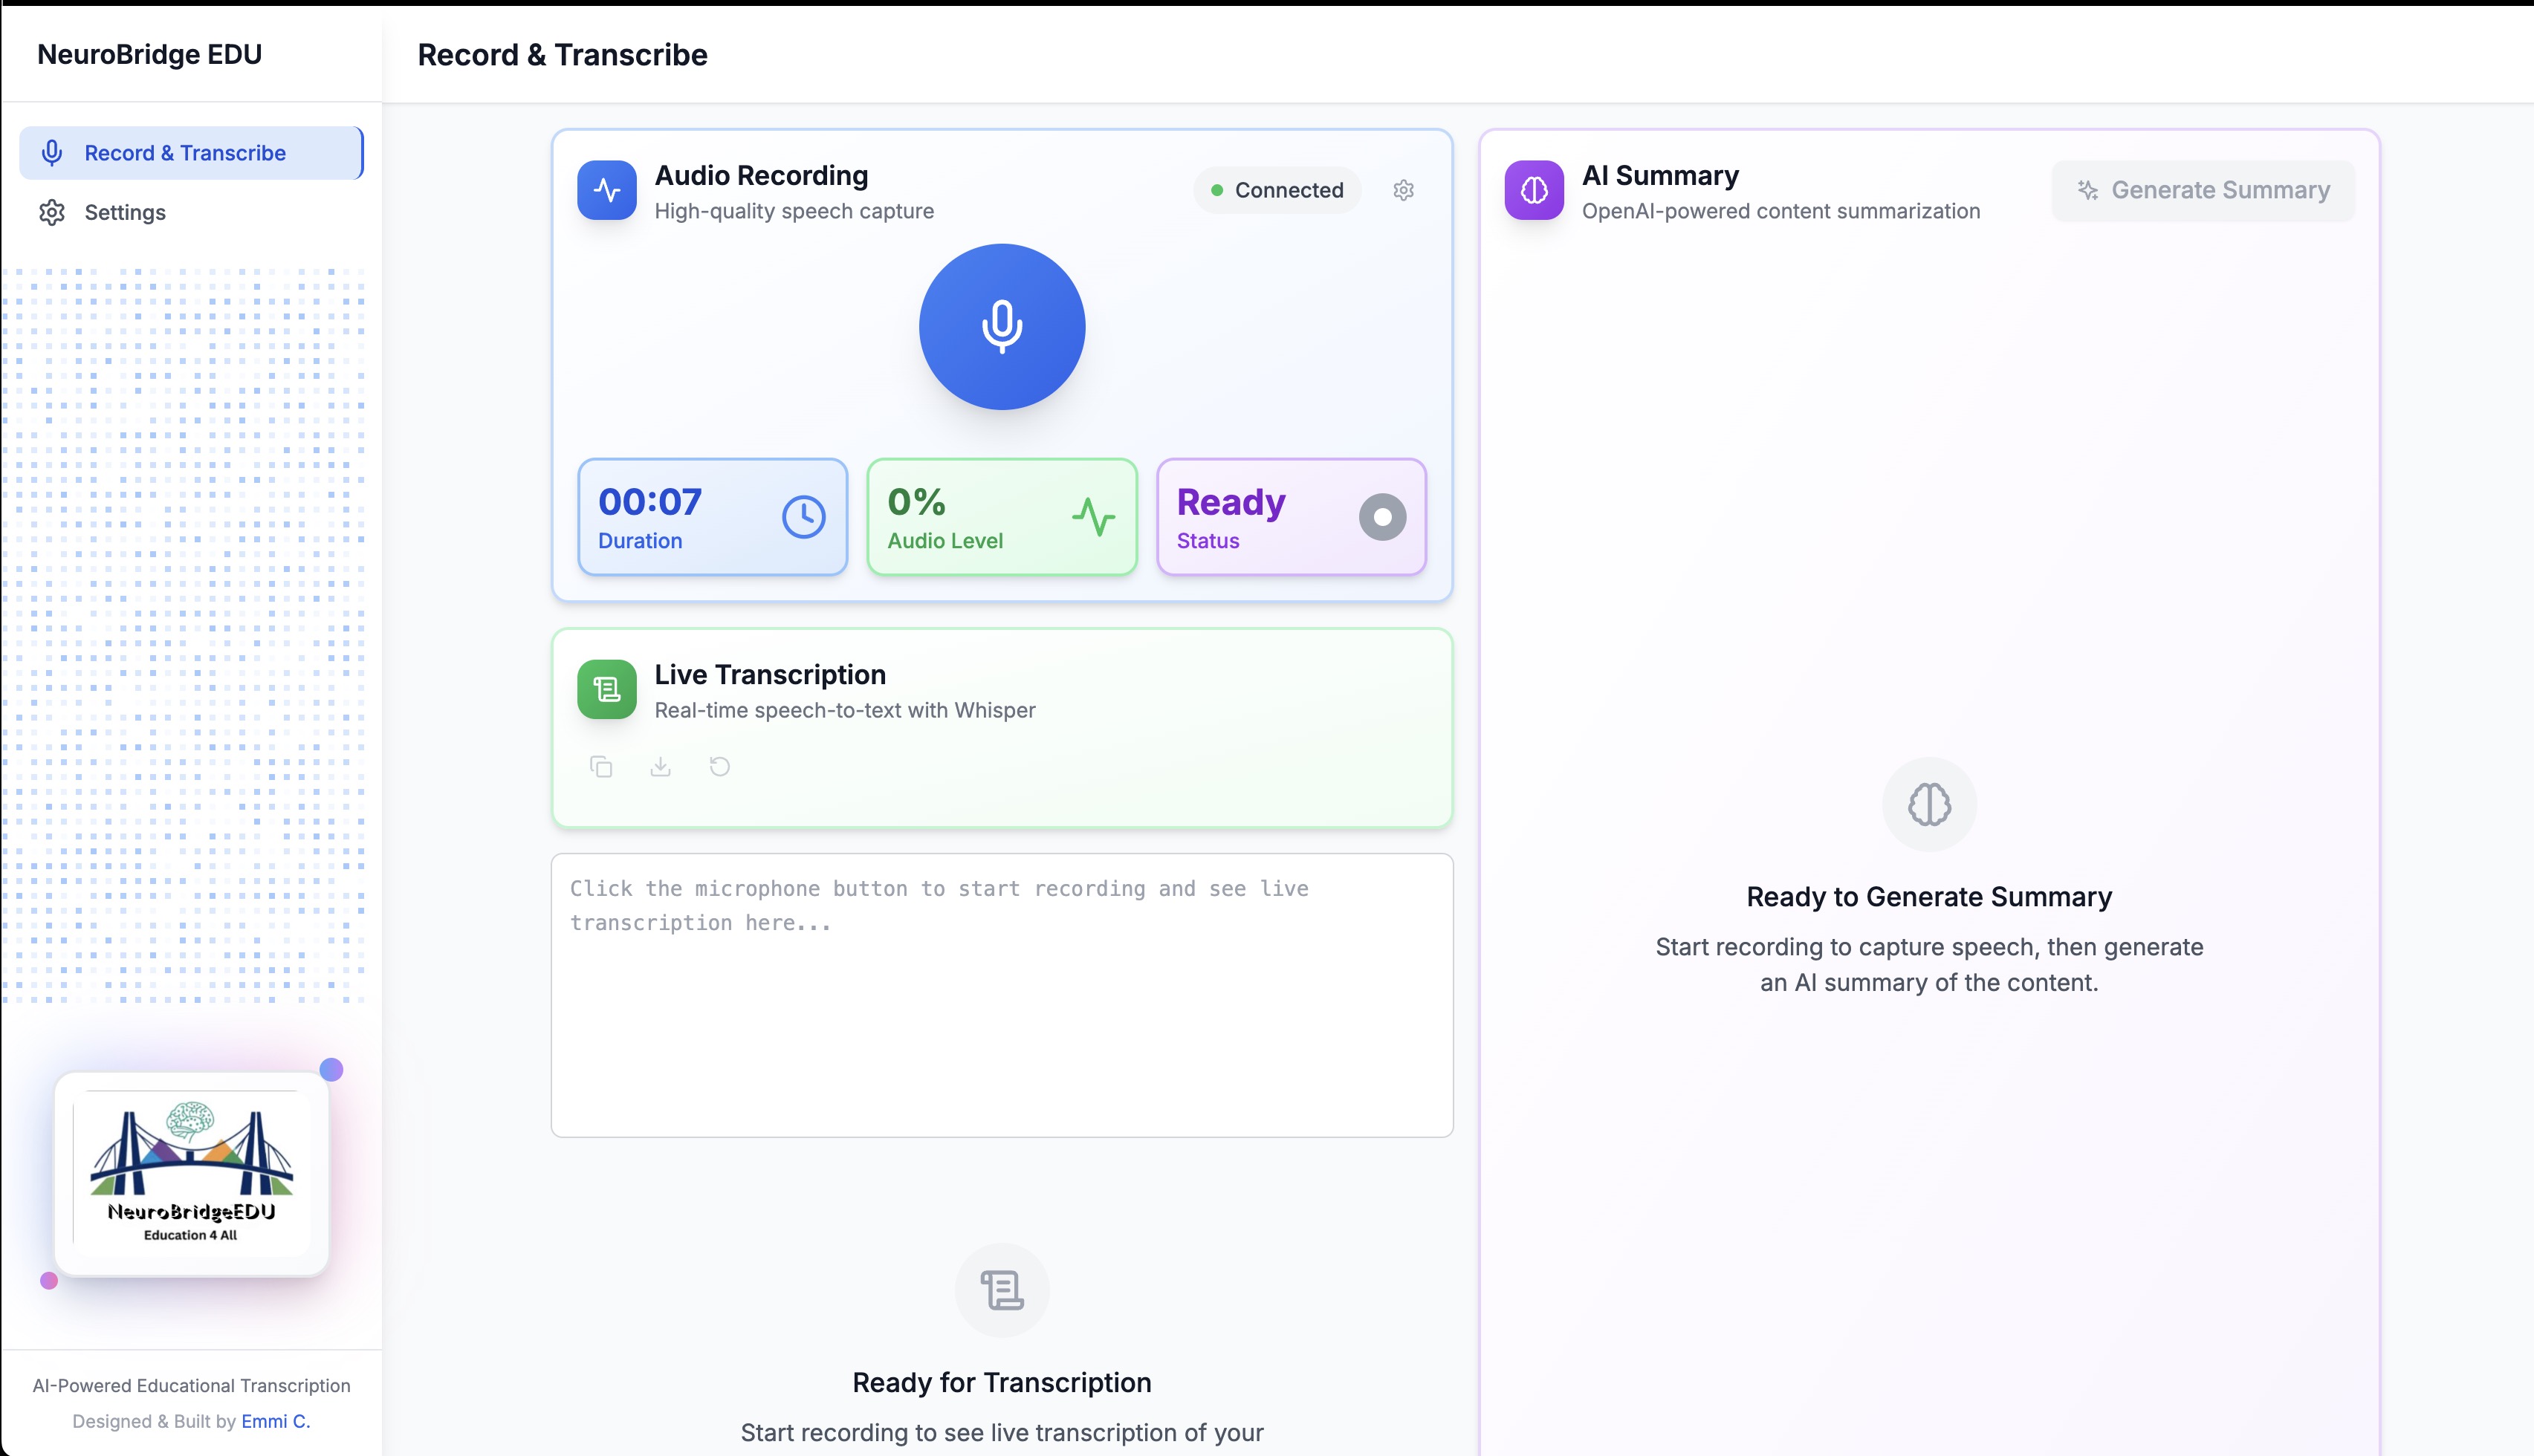 NeuroBridge EDU
Record & Transcribe
Settings
NeuroBridgeEDU
Education 4 All
AI-Powered Educational Transcription
Designed & Built by Emmi C.
Record & Transcribe
Audio Recording
High-quality speech capture
Connected
00:07
Duration
0%
Audio Level
Ready
Status
Live Transcription
Real-time speech-to-text with Whisper
Click the microphone button to start recording and see live
transcription here...
Ready for Transcription
Start recording to see live transcription of your
AI Summary
OpenAI-powered content summarization
Generate Summary
Ready to Generate Summary
Start recording to capture speech, then generate
an AI summary of the content.